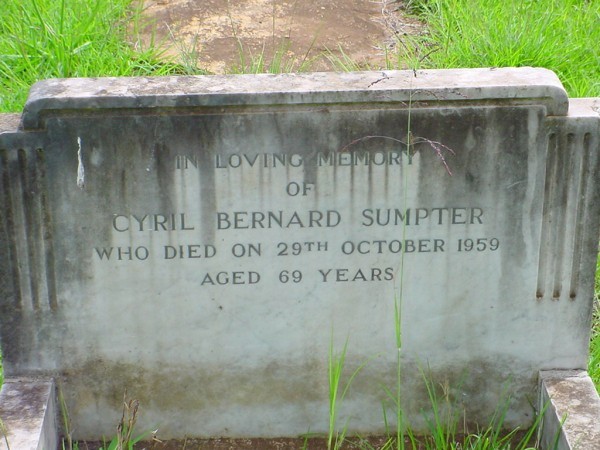 IN LOVING MEMORY
OF
CYRIL BERNARD SUMPTER
WHO DIED ON 29TH OCTOBER 1959
AGED 69 YEARS